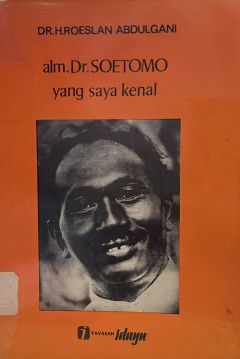 DR.H.ROESLAN ABDULGANI
alm.Dr.SOETOMO
yang saya kenal
YAYASAN idayu